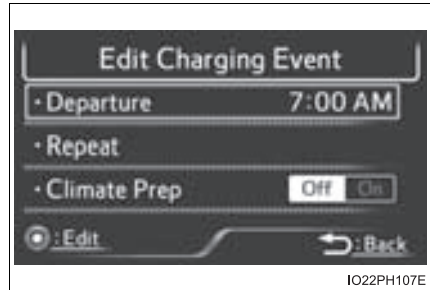 Edit Charging Event
・Departure 7:00 AM
・Repeat
・Climate Prep Off On
:Edit
:Back
IO22PH107E